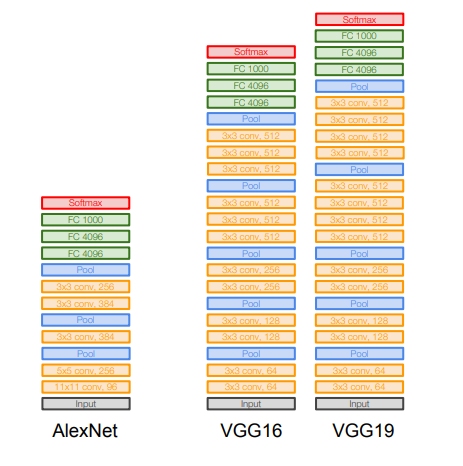 Softmax
FC 1000
FC 4096
FC 4096
Pool
3x3 conv, 256
3x3 conv, 384
Pool
3x3 conv, 384
Pool
5x5 conv, 256
11x11 conv, 96
Input
AlexNet
Softmax
FC 1000
FC 4096
FC 4096
Pool
3x3 conv, 512
3x3 conv, 512
3x3 conv, 512
Pool
3x3 conv, 512
3x3 conv, 512
3x3 conv, 512
Pool
3x3 conv, 256
3x3 conv, 256
Pool
3x3 conv, 128
3x3 conv, 128
Pool
3x3 conv, 64
3x3 conv, 64
Input
VGG16
Softmax
FC 1000
FC 4096
FC 4096
Pool
3x3 conv, 512
3x3 conv, 512
3x3 conv, 512
3x3 conv, 512
Pool
3x3 conv, 512
3x3 conv, 512
3x3 conv, 512
3x3 conv, 512
Pool
3x3 conv, 256
3x3 conv, 256
Pool
3x3 conv, 128
3x3 conv, 128
Pool
3x3 conv, 64
3x3 conv, 64
Input
VGG19